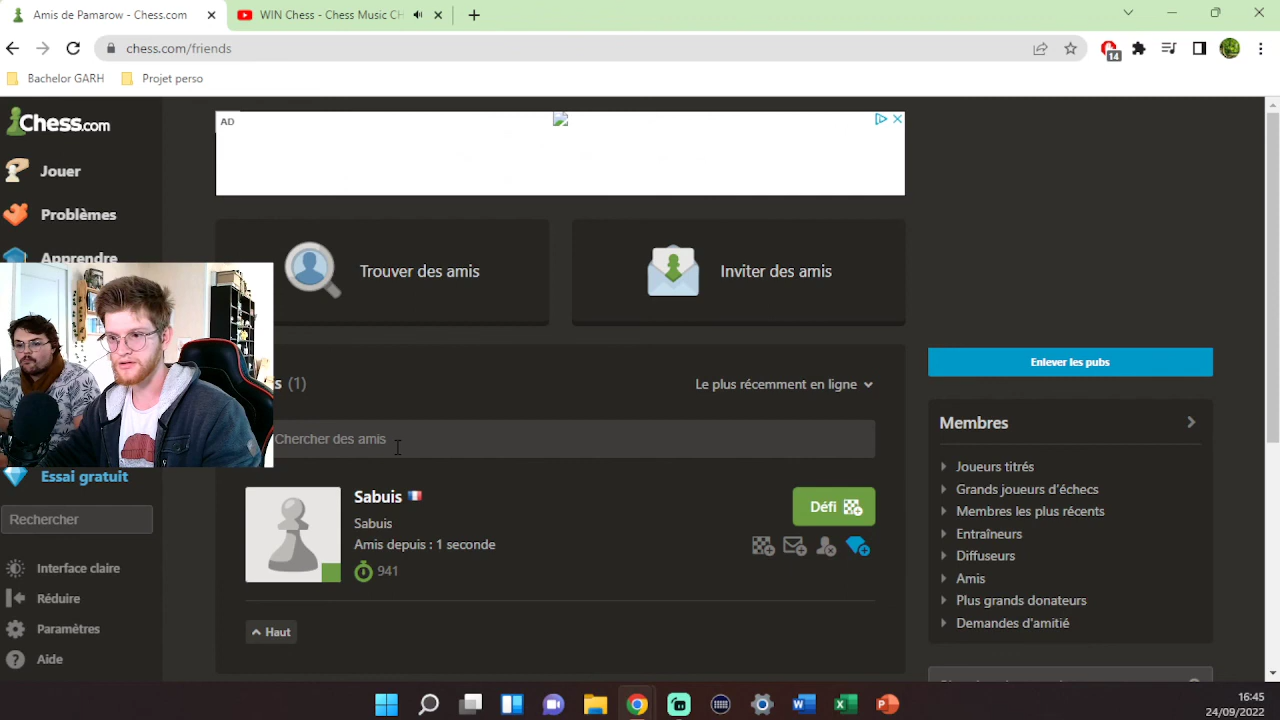 Amis de Pamarow - Chess.com
WIN Chess - Chess Music CH
chess.com/friends
14
Bachelor GARH
Projet perso
Chess.com
AD
Jouer
Problèmes
Apprendre
Trouver des amis
Inviter des amis
Enlever les pubs
(1)
Le plus récemment en ligne
Chercher des amis
Membres
Joueurs titrés
Grands joueurs d'échecs
Membres les plus récents
Entraîneurs
Diffuseurs
Amis
Plus grands donateurs
Demandes d'amitié
Essai gratuit
Rechercher
Sabuis
Sabuis
Amis depuis : 1 seconde
941
Défi
Haut
Interface claire
Réduire
Paramètres
Aide
16:45
24/09/2022